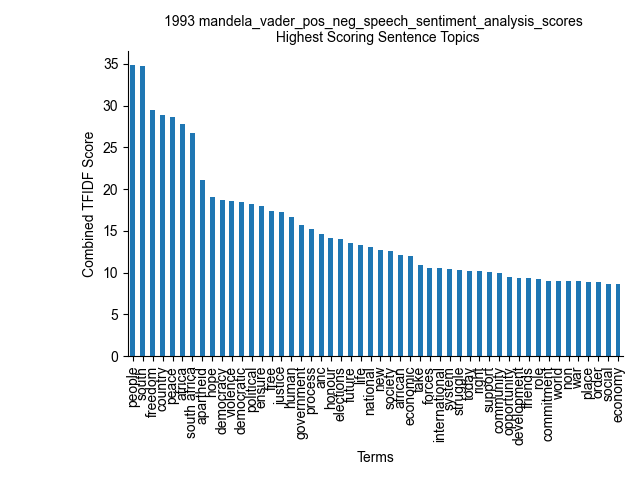 1993 mandela_vader_pos_neg_speech_sentiment_analysis_scores
Highest Scoring Sentence Topics
Combined TFIDF Score
35
30
25
20
15
10
5
0
people
south
freedom
country
peace
africa
south africa
apartheid
hope
democracy
violence
democratic
political
ensure
free
justice
human
government
process
anc
honour
elections
future
life
national
new
society
african
economic
take
forces
international
system
struggle
today
right
support
community
opportunity
development
friends
role
commitment
world
non
war
place
order
social
economy
Terms